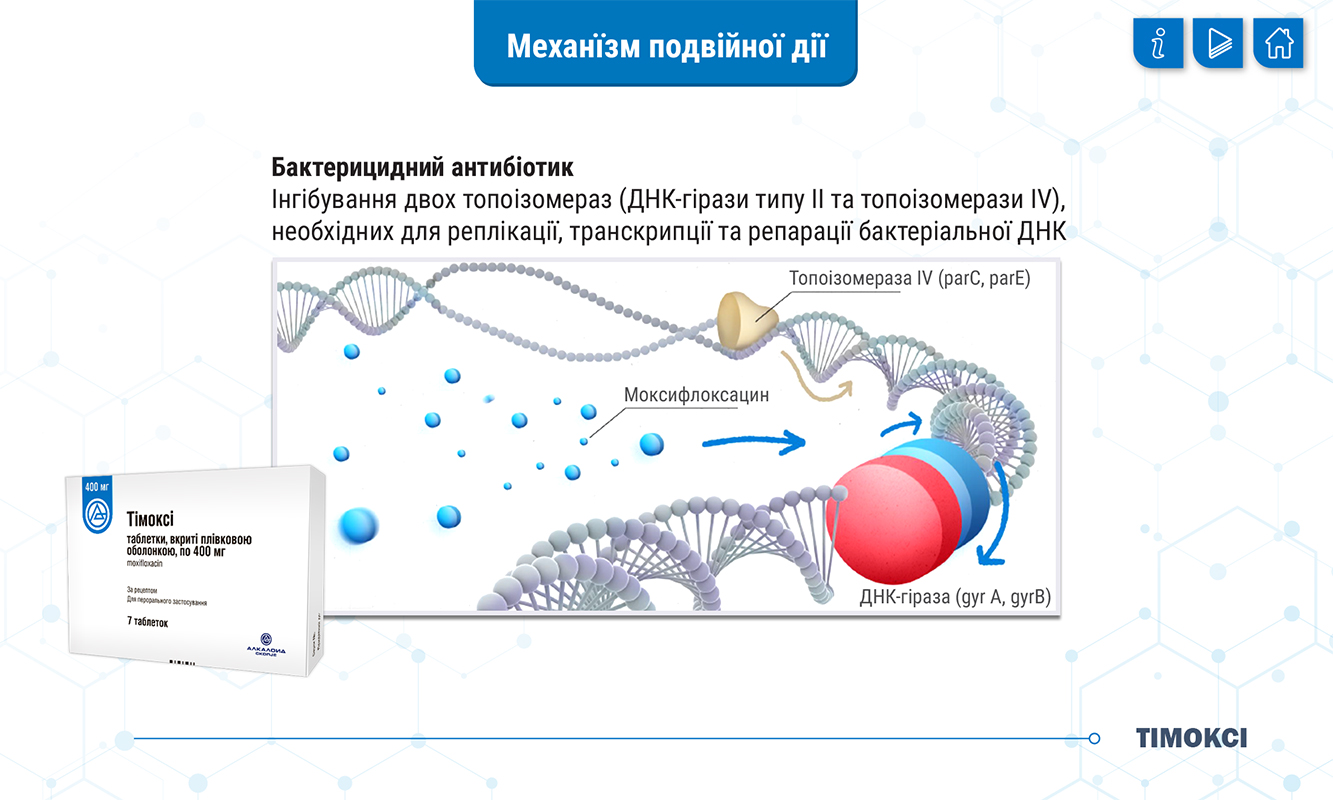 Механїзм подвійної дії
Бактерицидний антибіотик
Інгібування двох топоізомераз (ДНК-гірази типу II та топоізомерази IV),
необхідних для реплікації, транскрипції та репарації бактеріальної ДНК
Топоізомераза IV (parC, parE)
Моксифлоксацин
ДНК-гіраза (gyr A, gyrB)
400 мг
Тімоксі
таблетки, вкриті плівковою
оболонкою, по 400 мг
moxifloxacin
За рецептом
Для перорального застосування
7 таблеток
АЛКАЛОИД
СКОПЈЕ
ТІМОКСІ